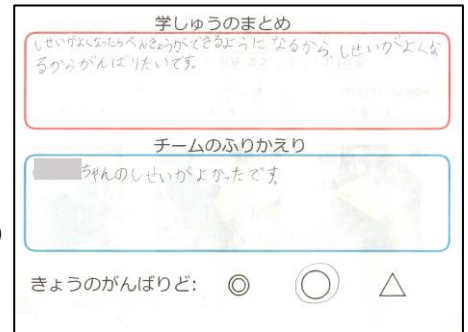 学しゅうのまとめ
しせいがよくなったらべんきょうができるように なるから、しせいがよくな
るからがんばりたいです。
チームのふりかえり
ちゃんのしせいがよかったです
きょうのがんばりど: ◎ ○ △